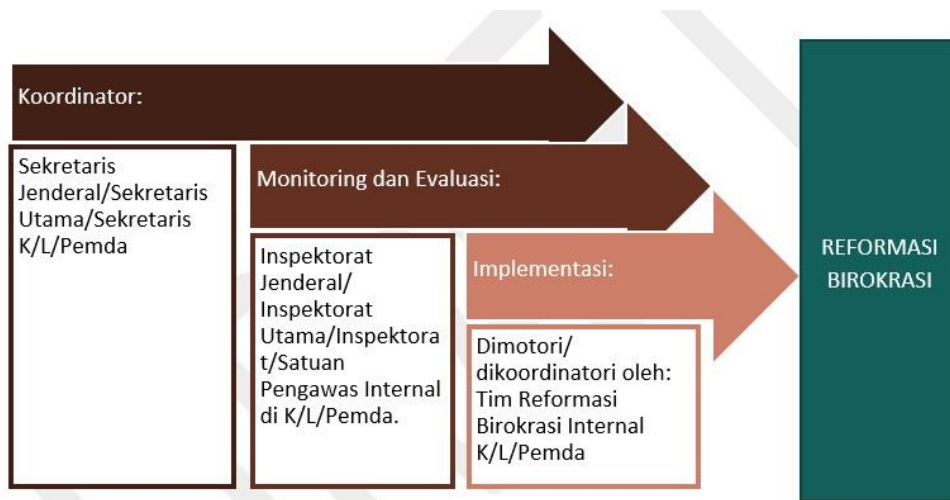 Koordinator:
Sekretaris
Jenderal/Sekretaris
Utama/Sekretaris
K/L/Pemda
Monitoring dan Evaluasi:
Inspektorat
Jenderal/
Inspektorat
Utama/Inspektora
t/Satuan
Pengawas Internal
di K/L/Pemda.
Implementasi:
Dimotori/
dikoordinatori oleh:
Tim Reformasi
Birokrasi Internal
K/L/Pemda
REFORMASI
BIROKRASI